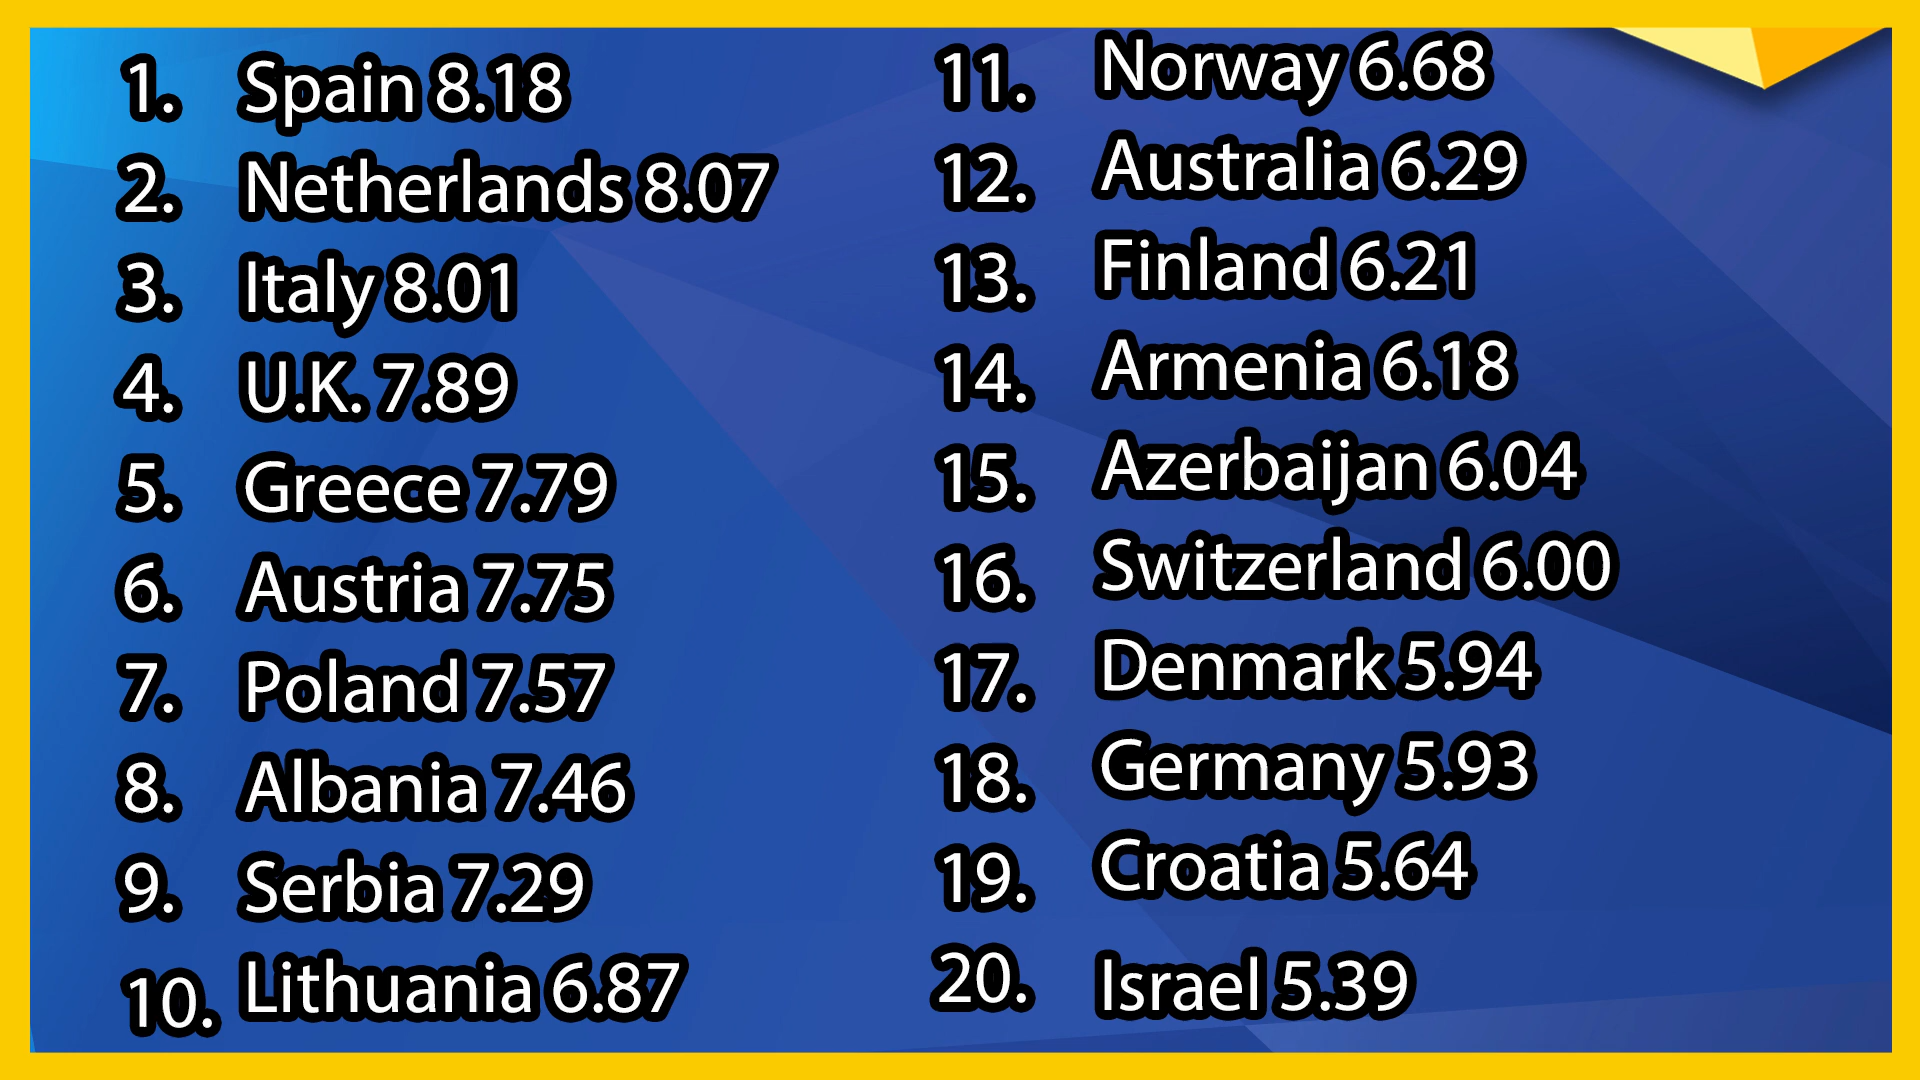 1. Spain 8.18
2. Netherlands 8.07
3. Italy 8.01
4. U.K. 7.89
5. Greece 7.79
6. Austria 7.75
7. Poland 7.57
8. Albania 7.46
9. Serbia 7.29
10. Lithuania 6.87
11. Norway 6.68
12. Australia 6.29
13. Finland 6.21
14. Armenia 6.18
15. Azerbaijan 6.04
16. Switzerland 6.00
17. Denmark 5.94
18. Germany 5.93
19. Croatia 5.64
20. Israel 5.39